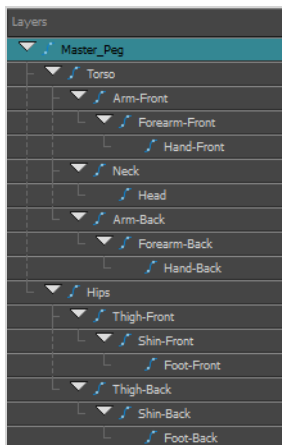 Layers
Master_Peg
Torso
Arm-Front
Forearm-Front
Hand-Front
Neck
Head
Arm-Back
Forearm-Back
Hand-Back
Hips
Thigh-Front
Shin-Front
Foot-Front
Thigh-Back
Shin-Back
Foot-Back